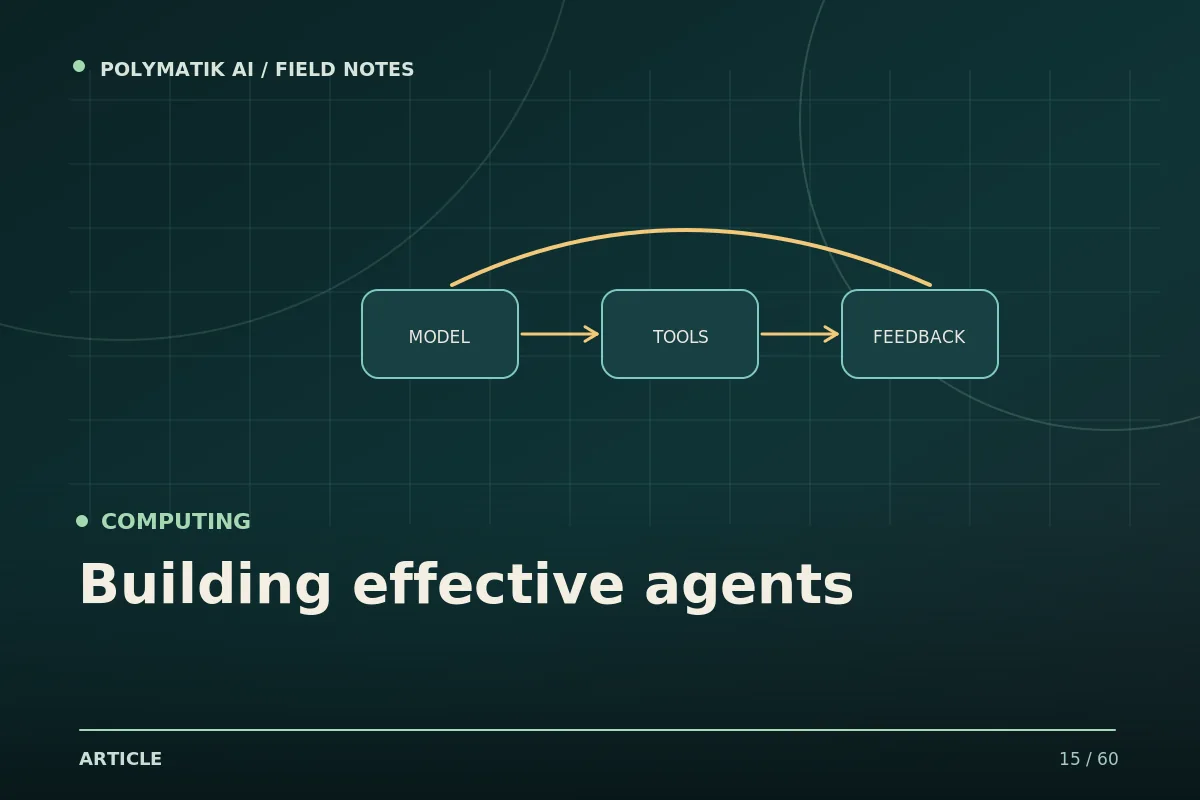 POLYMATIK AI / FIELD NOTES
MODEL
TOOLS
FEEDBACK
COMPUTING
Building effective agents
ARTICLE
15 / 60